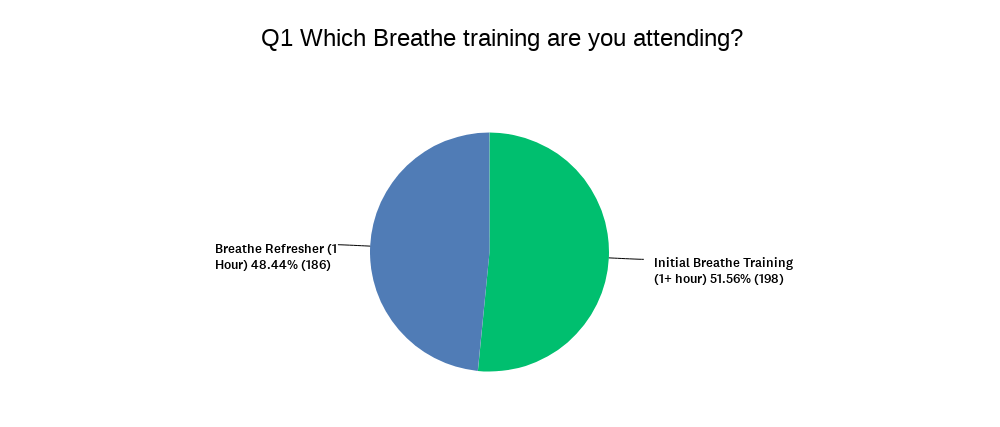 Q1 Which Breathe training are you attending?
Breathe Refresher (1
Hour) 48.44% (186)
Initial Breathe Training
(1+ hour) 51.56% (198)